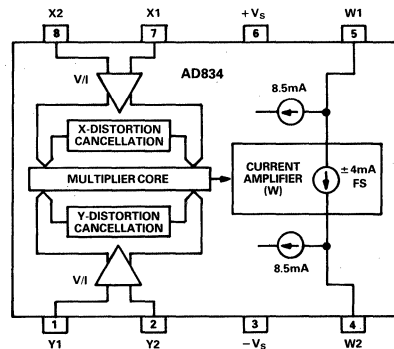 X2 X1 +VS W1
8 7 6 5
AD834
V/I
8.5mA
X-DISTORTION
CANCELLATION
MULTIPLIER CORE
CURRENT
AMPLIFIER
(W)
±4mA
FS
Y-DISTORTION
CANCELLATION
V/I
8.5mA
1 2 3 4
Y1 Y2 -VS W2